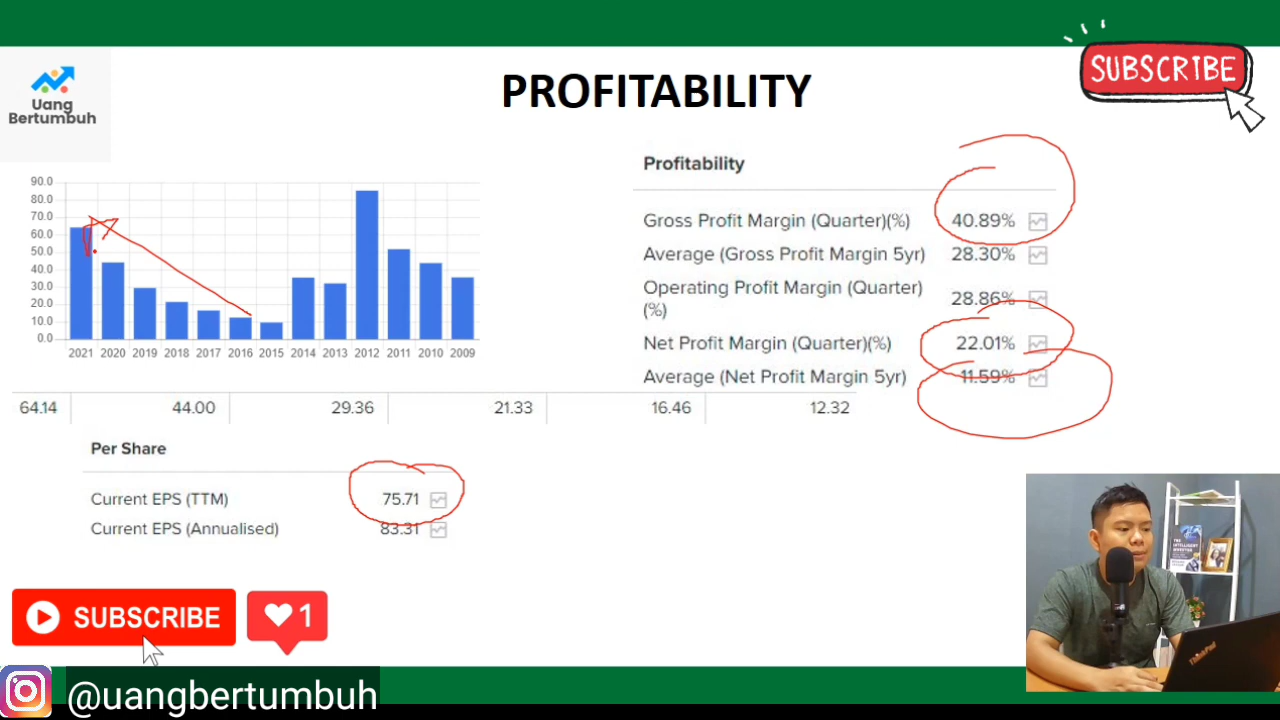 PROFITABILITY
SUBSCRIBE
Uang
Bertumbuh
90.0
80.0
70.0
60.0
50.0
40.0
30.0
20.0
10.0
0.0
2021 2020 2019 2018 2017 2016 2015 2014 2013 2012 2011 2010 2009
64.14 44.00 29.36 21.33 16.46 12.32
Profitability
Gross Profit Margin (Quarter)(%) 40.89%
Average (Gross Profit Margin 5yr) 28.30%
Operating Profit Margin (Quarter)
(%) 28.86%
Net Profit Margin (Quarter)(%) 22.01%
Average (Net Profit Margin 5yr) 11.59%
Per Share
Current EPS (TTM) 75.71
Current EPS (Annualised) 83.31
SUBSCRIBE 1
@uangbertumbuh
THE
INTELLIGENT
INVESTOR
ThinkPad